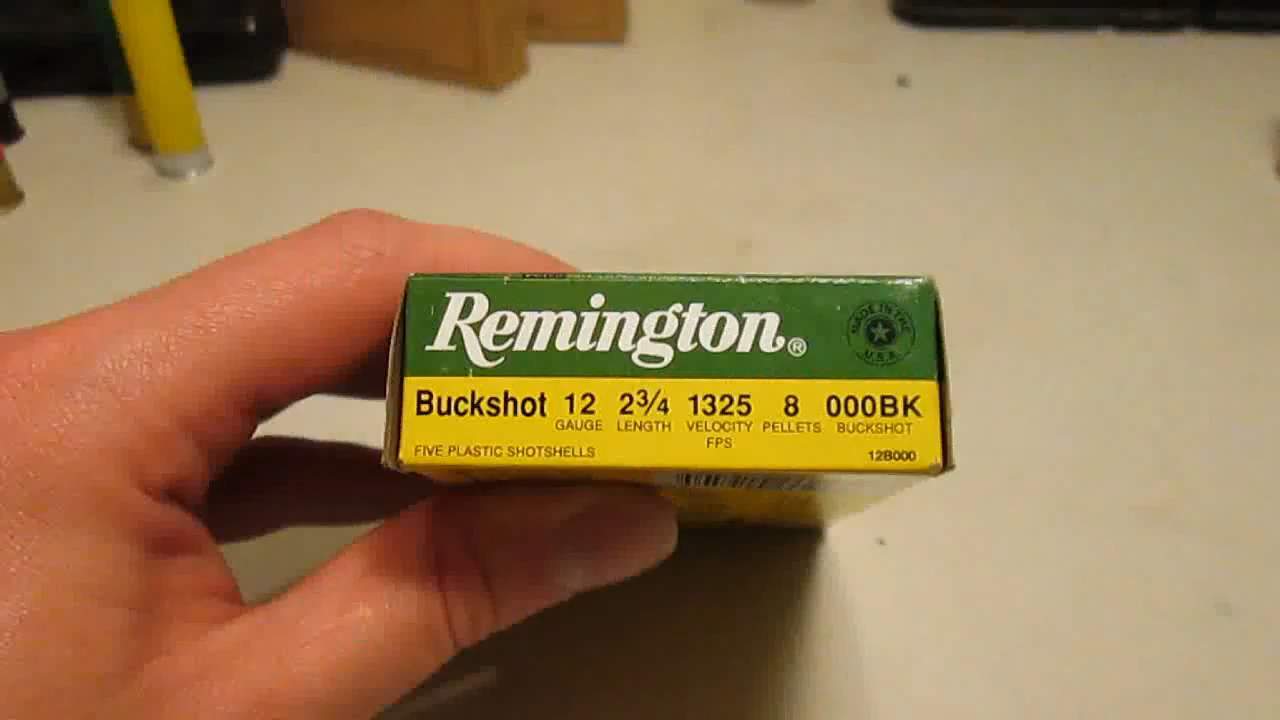 Remington®
MADE IN THE
U.S.A.
Buckshot 12 2¾ 1325 8 000BK
GAUGE LENGTH VELOCITY PELLETS BUCKSHOT
FPS
FIVE PLASTIC SHOTSHELLS 12B000